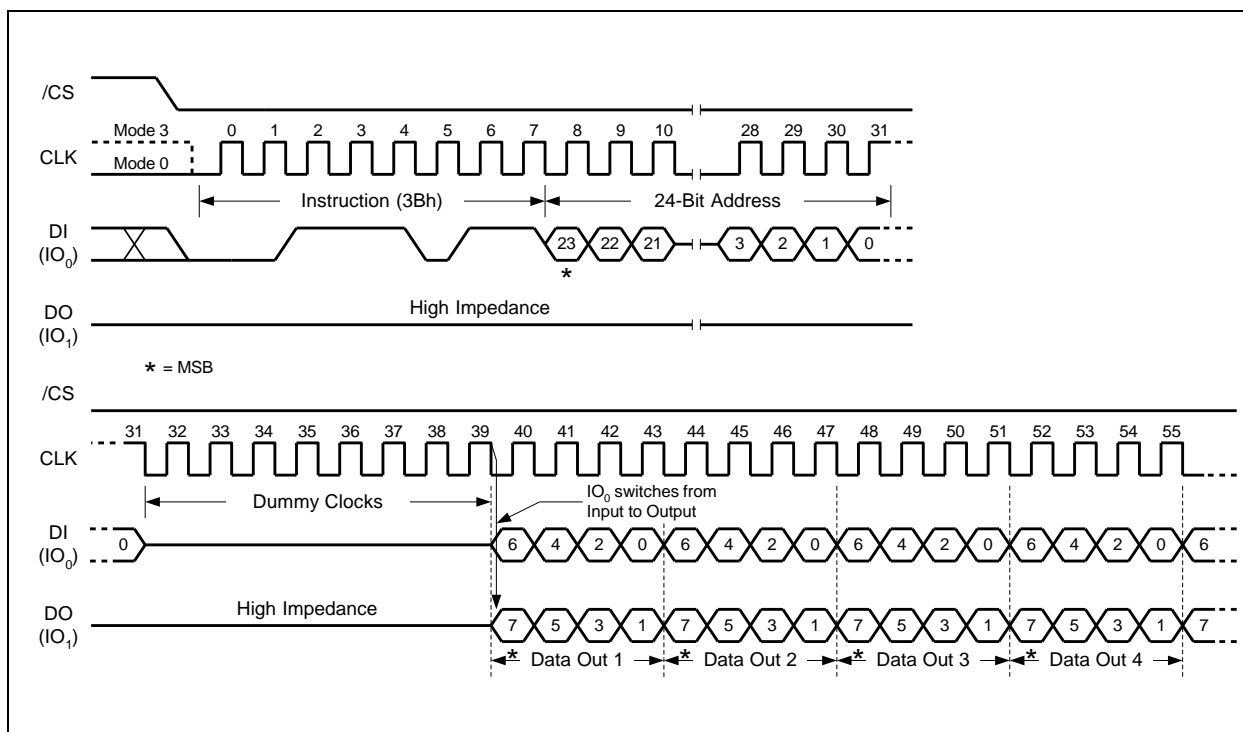 /CS
Mode 3 0 1 2 3 4 5 6 7 8 9 10 28 29 30 31
CLK
Mode 0
Instruction (3Bh) 24-Bit Address
DI
(IO0) 23 22 21 3 2 1 0
*
DO High Impedance
(IO1)
* = MSB
/CS
31 32 33 34 35 36 37 38 39 40 41 42 43 44 45 46 47 48 49 50 51 52 53 54 55
CLK
Dummy Clocks
IO0 switches from
Input to Output
DI
(IO0) 0 6 4 2 0 6 4 2 0 6 4 2 0 6 4 2 0 6
DO High Impedance
(IO1) 7 5 3 1 7 5 3 1 7 5 3 1 7 5 3 1 7
* Data Out 1 * Data Out 2 * Data Out 3 * Data Out 4